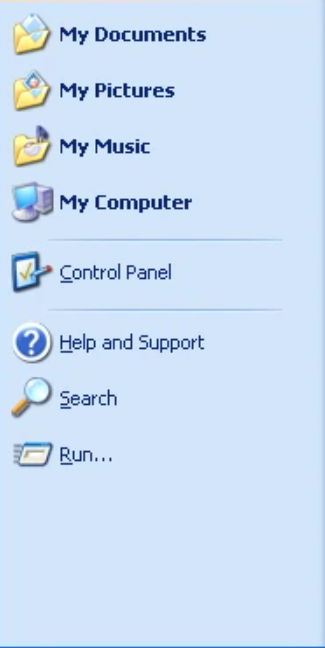 My Documents
My Pictures
My Music
My Computer
Control Panel
Help and Support
Search
Run...